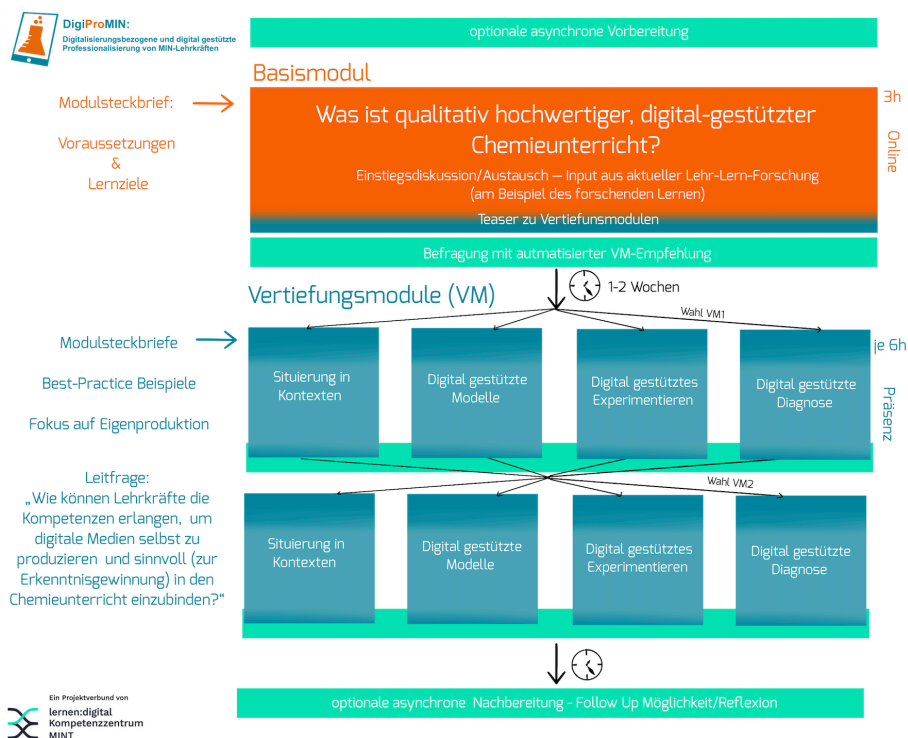 DigiProMIN:
Digitalisierungsbezogene und digital gestützte
Professionalisierung von MIN-Lehrkräften
optionale asynchrone Vorbereitung
Basismodul
Modulsteckbrief:
Voraussetzungen
&
Lernziele
Was ist qualitativ hochwertiger, digital-gestützter
Chemieunterricht?
Einstiegsdiskussion/Austausch – Input aus aktueller Lehr-Lern-Forschung
(am Beispiel des forschenden Lernen)
Teaser zu Vertiefunsmodulen
3h
Online
Befragung mit autmatisierter VM-Empfehlung
1-2 Wochen
Vertiefungsmodule (VM)
Wahl VM1
Modulsteckbriefe
Best-Practice Beispiele
Fokus auf Eigenproduktion
Situierung in
Kontexten
Digital gestützte
Modelle
Digital gestütztes
Experimentieren
Digital gestützte
Diagnose
je 6h
Präsenz
Leitfrage:
„Wie können Lehrkräfte die
Kompetenzen erlangen, um
digitale Medien selbst zu
produzieren und sinnvoll (zur
Erkenntnisgewinnung) in den
Chemieunterricht einzubinden?“
Wahl VM2
Situierung in
Kontexten
Digital gestützte
Modelle
Digital gestütztes
Experimentieren
Digital gestützte
Diagnose
optionale asynchrone Nachbereitung - Follow Up Möglichkeit/Reflexion
Ein Projektverbund von
lernen:digital
Kompetenzzentrum
MINT